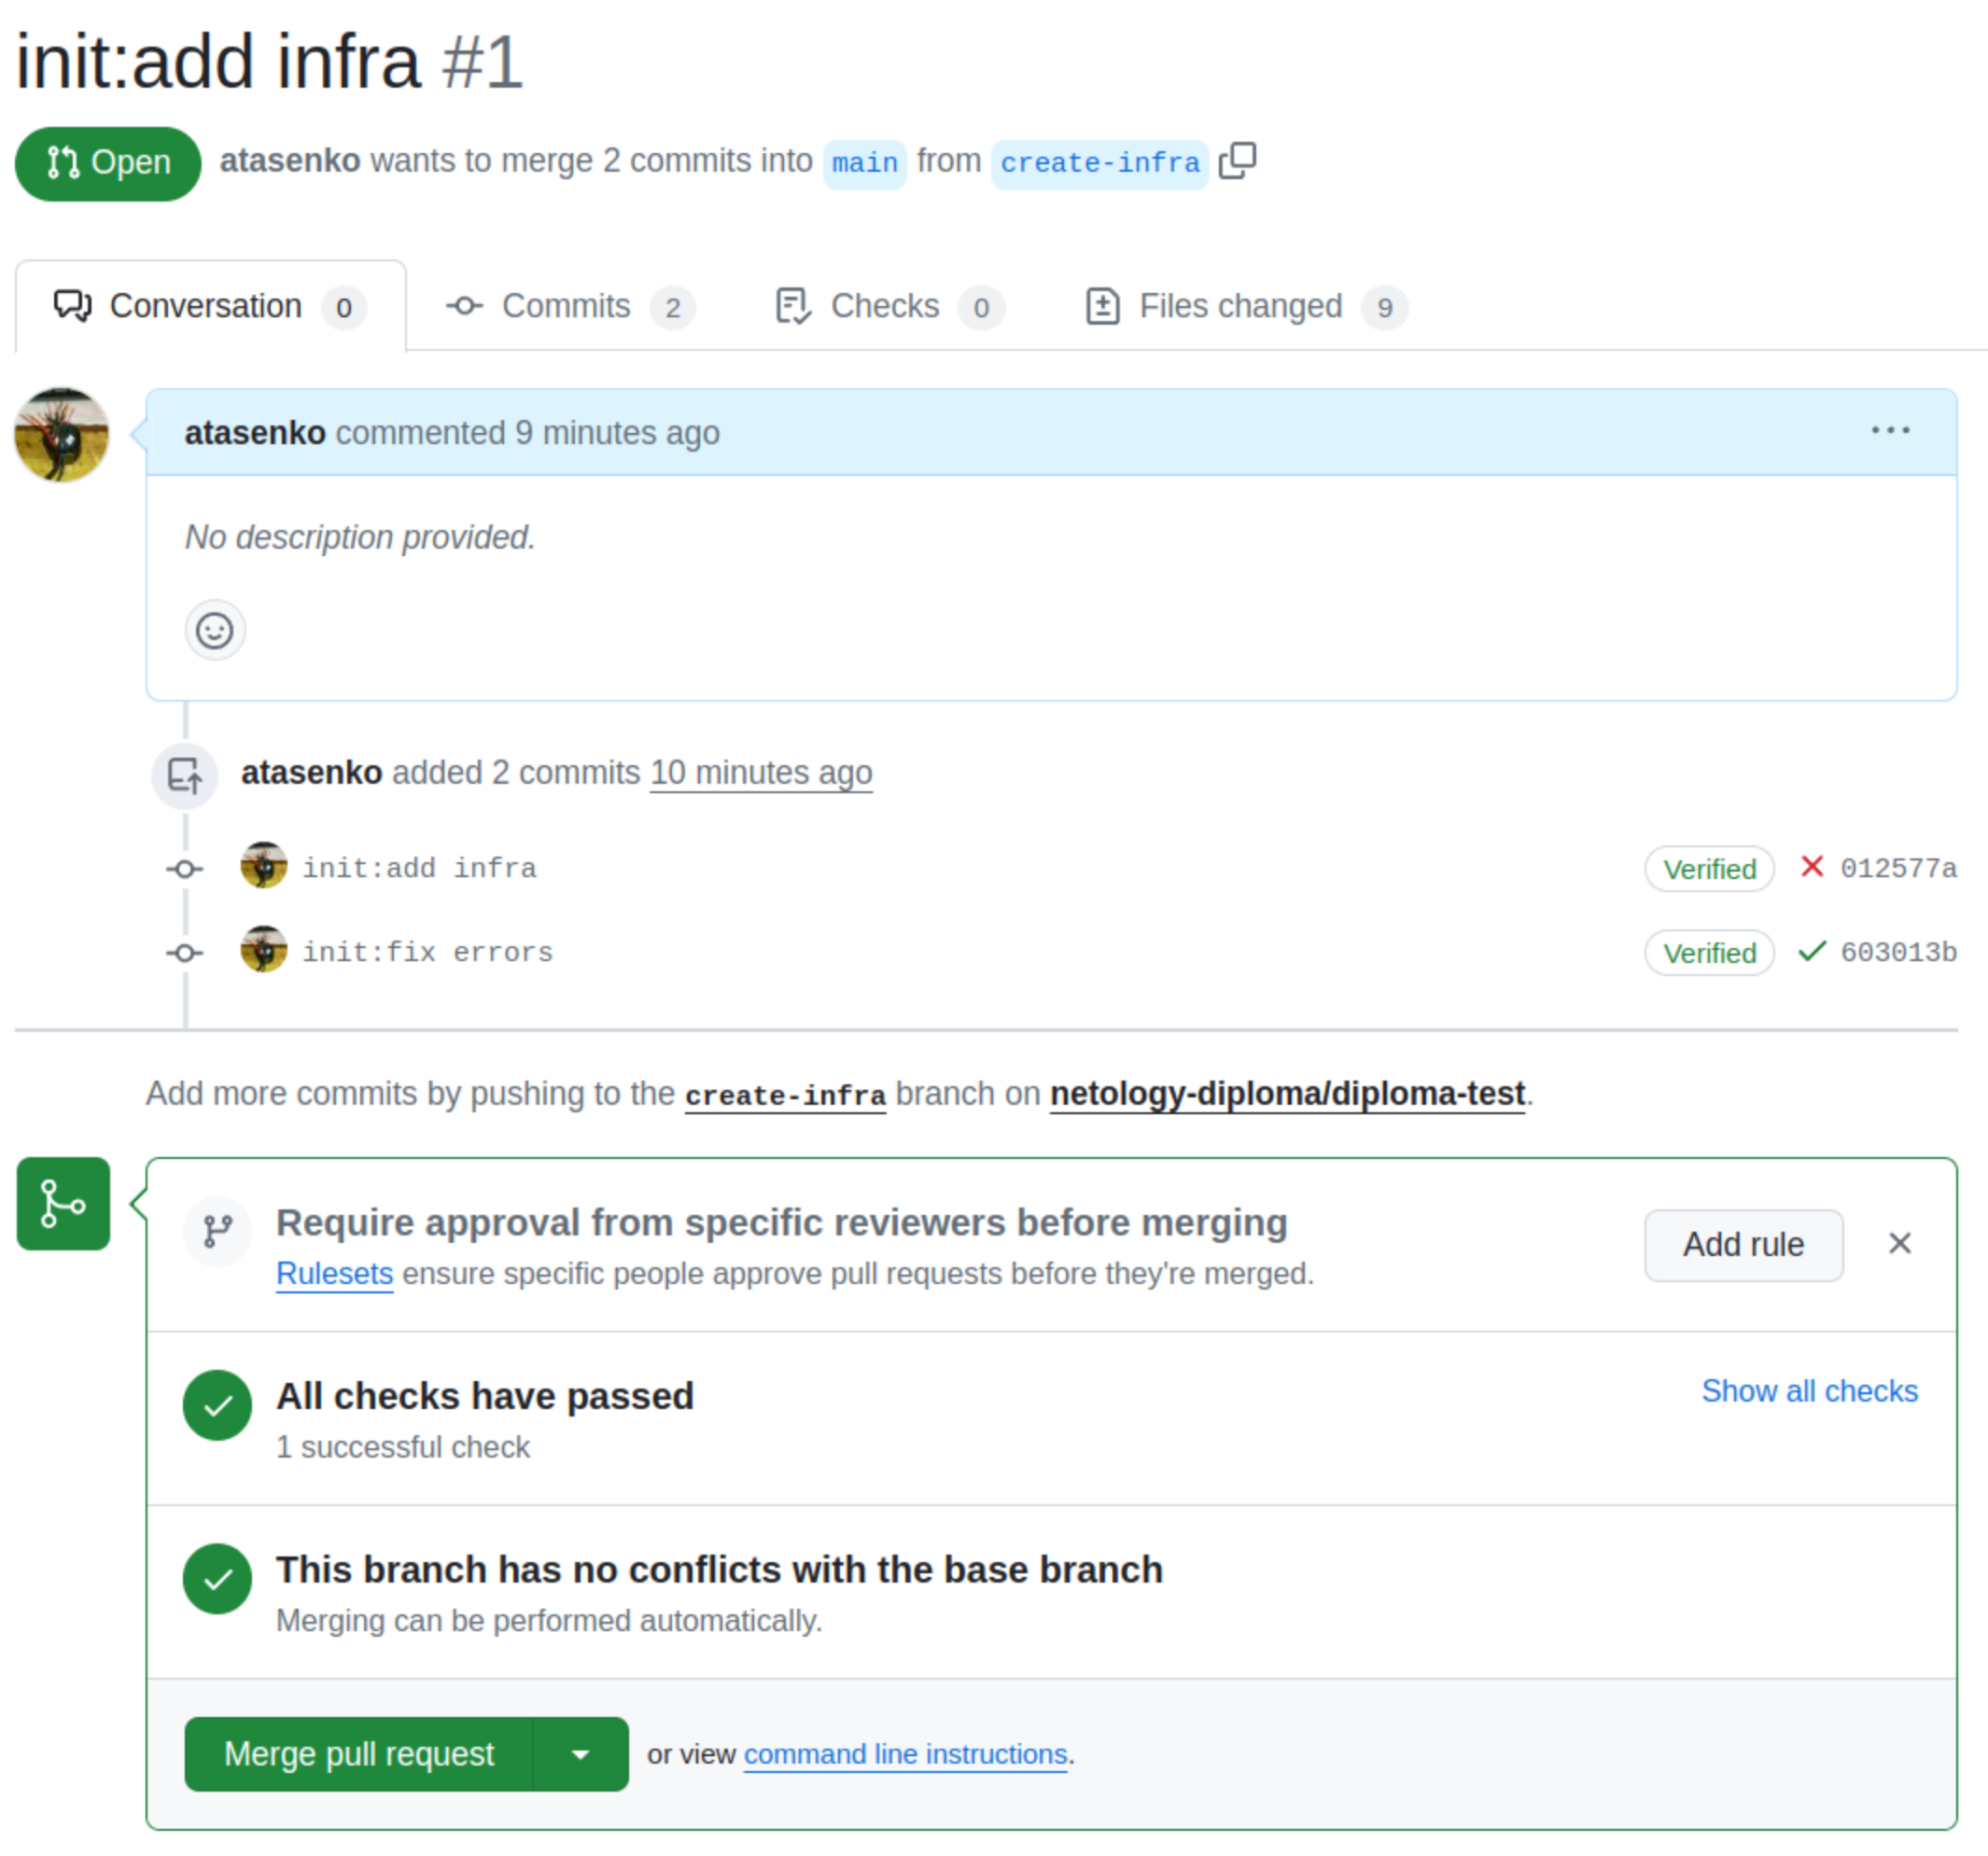 init:add infra #1
Open atasenko wants to merge 2 commits into main from create-infra
Conversation 0 Commits 2 Checks 0 Files changed 9
atasenko commented 9 minutes ago
No description provided.
atasenko added 2 commits 10 minutes ago
init:add infra Verified 012577a
init:fix errors Verified 603013b
Add more commits by pushing to the create-infra branch on netology-diploma/diploma-test.
Require approval from specific reviewers before merging
Rulesets ensure specific people approve pull requests before they're merged.
Add rule
All checks have passed
1 successful check
Show all checks
This branch has no conflicts with the base branch
Merging can be performed automatically.
Merge pull request or view command line instructions.